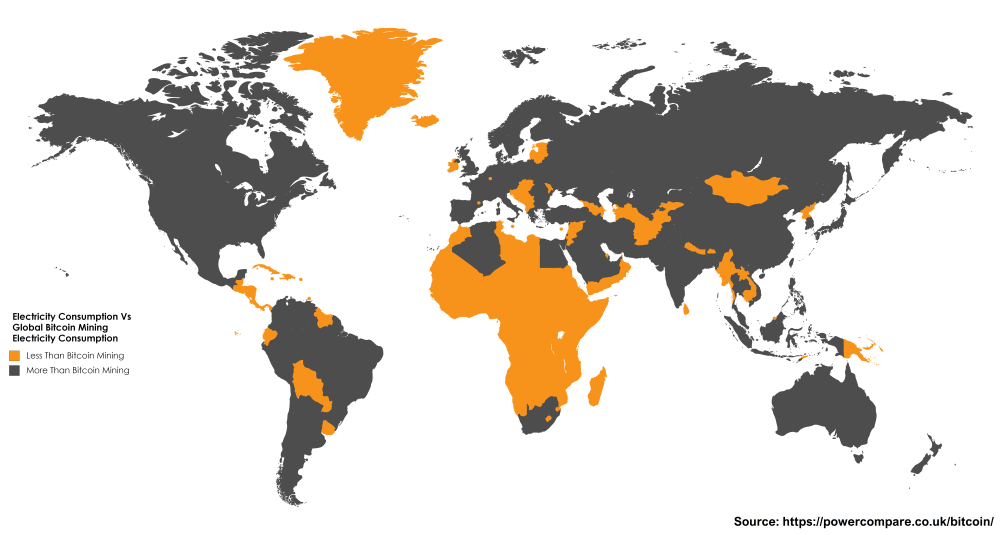 Electricity Consumption Vs
Global Bitcoin Mining
Electricity Consumption
Less Than Bitcoin Mining
More Than Bitcoin Mining
Source: https://powercompare.co.uk/bitcoin/